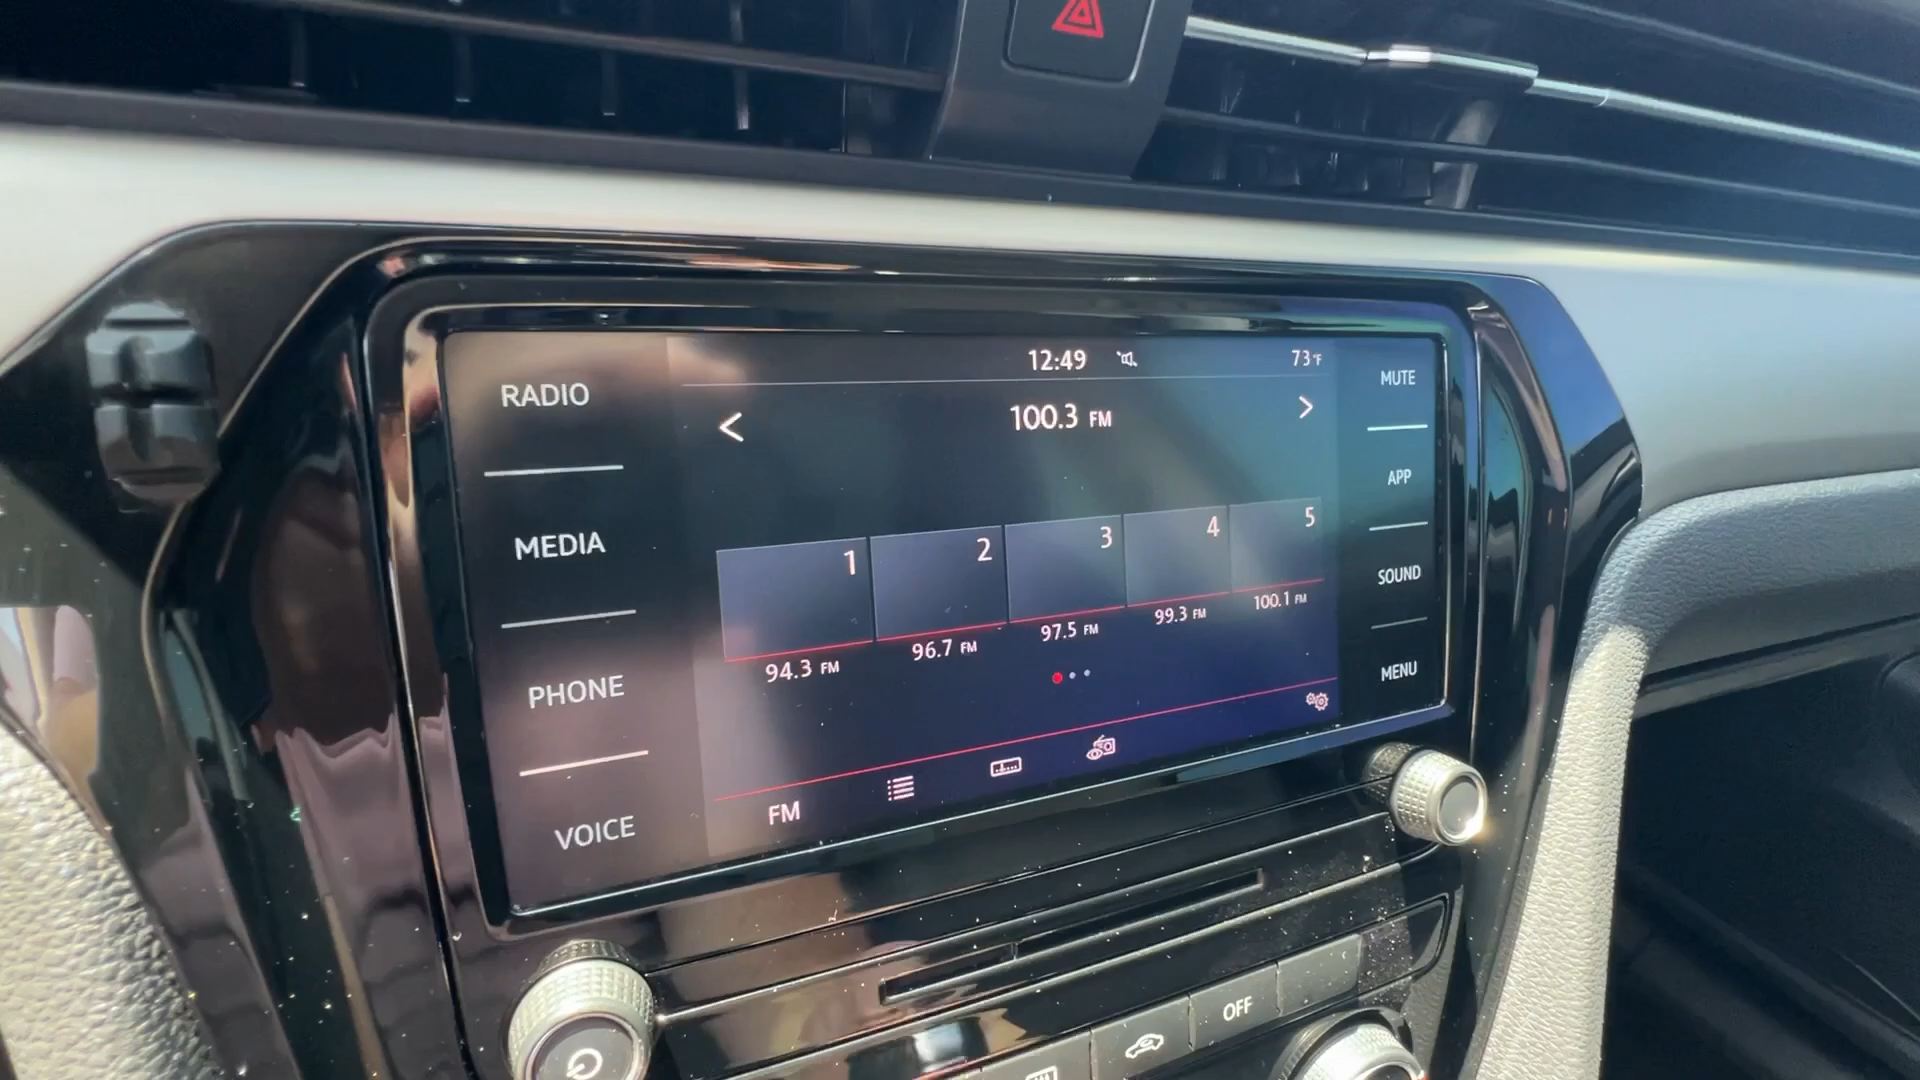 12:49
73°F
RADIO
100.3 FM
MUTE
APP
MEDIA
1 2 3 4 5
94.3 FM 96.7 FM 97.5 FM 99.3 FM 100.1 FM
SOUND
PHONE
MENU
FM
VOICE
OFF